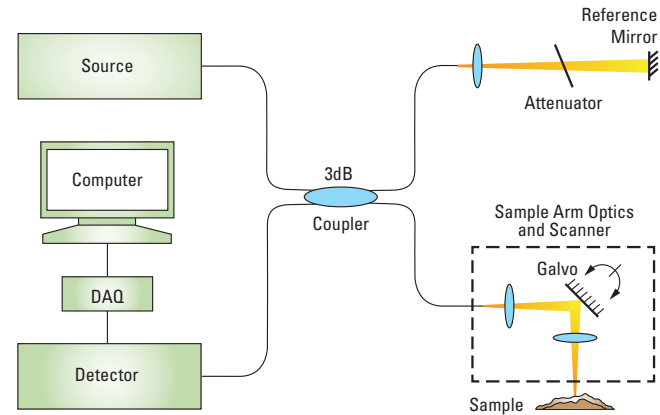 Source
Reference
Mirror
Attenuator
Computer
3dB
Coupler
Sample Arm Optics
and Scanner
Galvo
DAQ
Detector
Sample